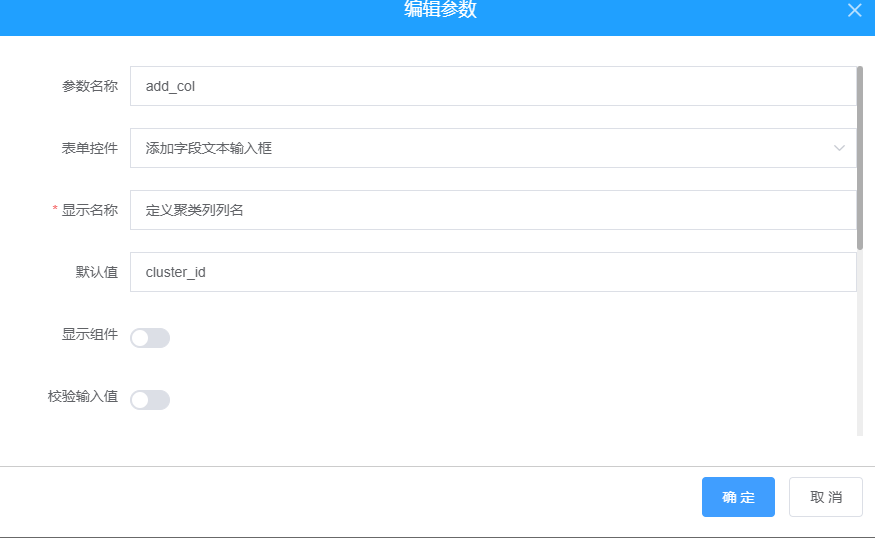 编辑参数
参数名称 add_col
表单控件 添加字段文本输入框
* 显示名称 定义聚类列列名
默认值 cluster_id
显示组件
校验输入值
确定 取消